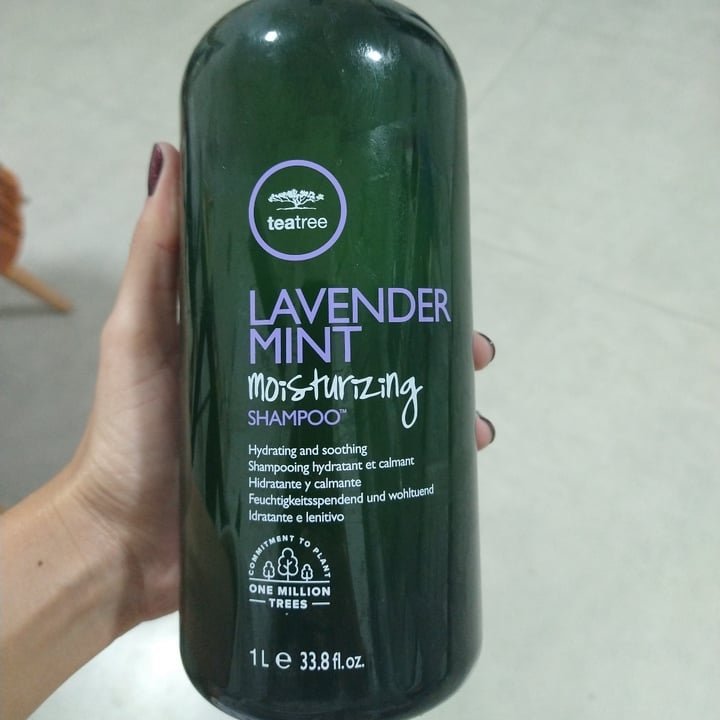 teatree
LAVENDER
MINT
moisturizing
SHAMPOO™
Hydrating and soothing
Shampooing hydratant et calmant
Hidratante y calmante
Feuchtigkeitsspendend und wohltuend
Idratante e lenitivo
COMMITMENT TO PLANT
ONE MILLION
TREES
1 L ℮ 33.8 fl.oz.